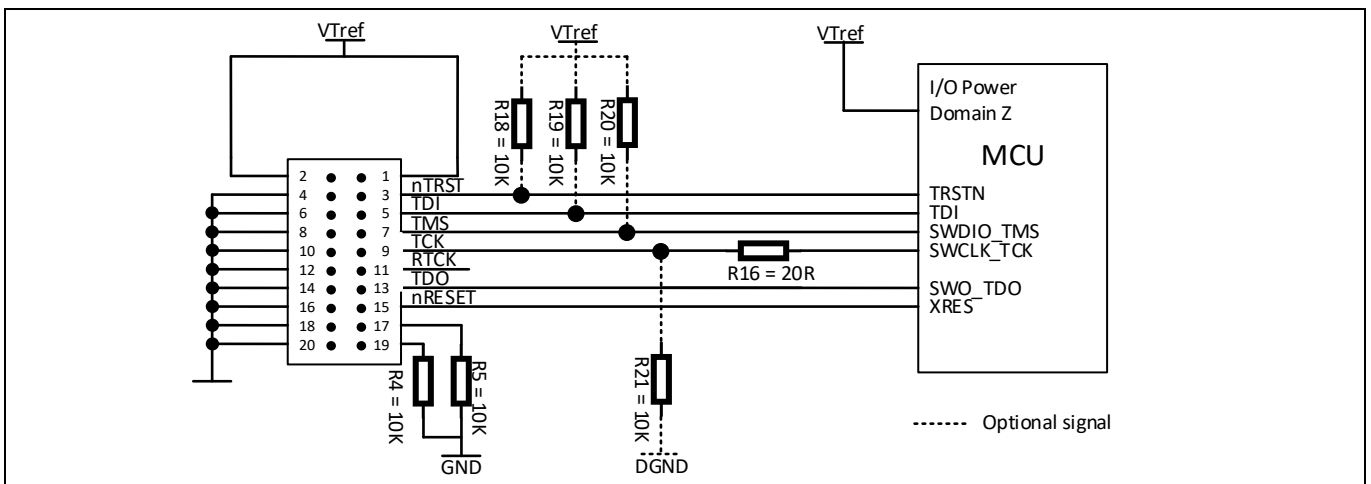 VTref
VTref
VTref
I/O Power
Domain Z
MCU
R18 = 10K
R19 = 10K
R20 = 10K
2 1
4 3 nTRST TRSTN
6 5 TDI TDI
8 7 TMS SWDIO_TMS
10 9 TCK SWCLK_TCK
R16 = 20R
12 11 RTCK
14 13 TDO SWO_TDO
16 15 nRESET XRES
18 17
20 19
R4 = 10K
R5 = 10K
R21 = 10K
Optional signal
GND
DGND